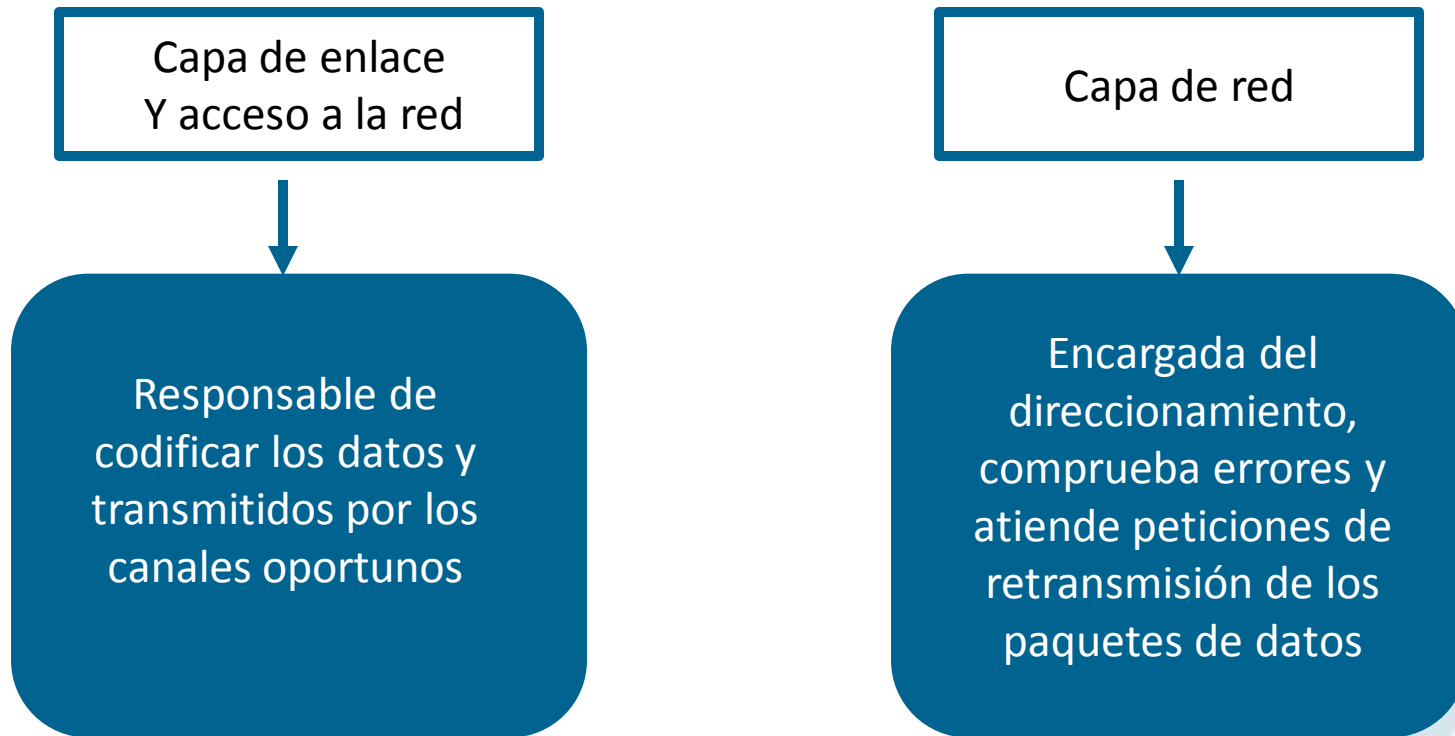 Capa de enlace
Y acceso a la red
Responsable de
codificar los datos y
transmitidos por los
canales oportunos
Capa de red
Encargada del
direccionamiento,
comprueba errores y
atiende peticiones de
retransmisión de los
paquetes de datos